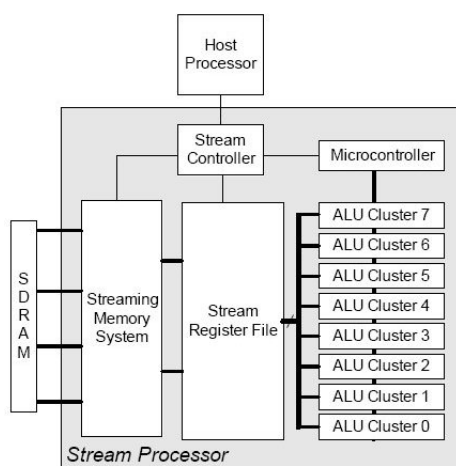 Host
Processor
Stream
Controller
Microcontroller
SDRAM
Streaming
Memory
System
Stream
Register File
ALU Cluster 7
ALU Cluster 6
ALU Cluster 5
ALU Cluster 4
ALU Cluster 3
ALU Cluster 2
ALU Cluster 1
ALU Cluster 0
Stream Processor